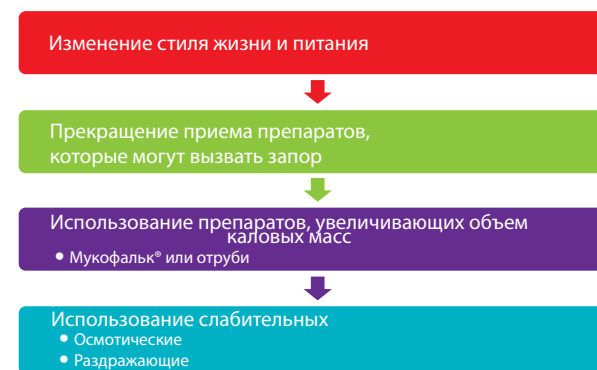 Изменение стиля жизни и питания
Прекращение приема препаратов,
которые могут вызвать запор
Использование препаратов, увеличивающих объем
каловых масс
• Мукофальк® или отруби
Использование слабительных
• Осмотические
• Раздражающие